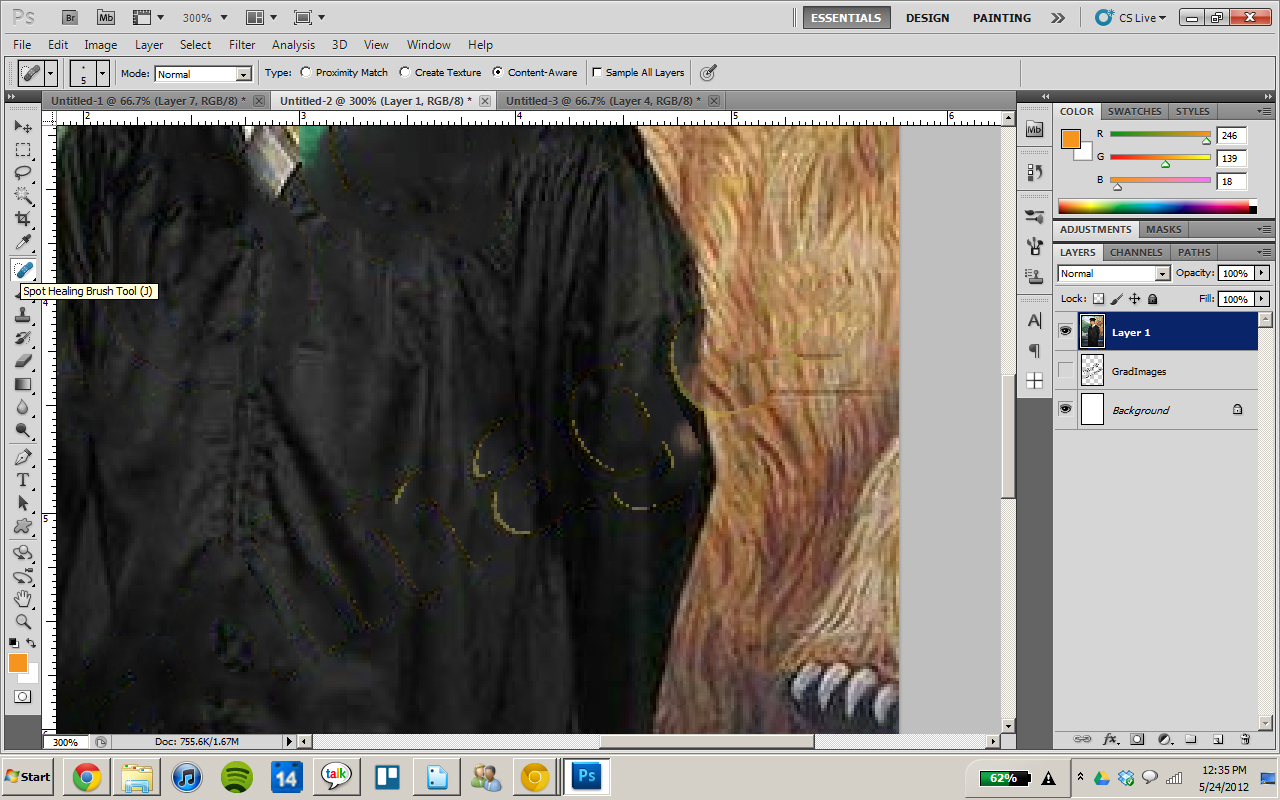 Ps Br Mb 300% ESSENTIALS DESIGN PAINTING CS Live
File Edit Image Layer Select Filter Analysis 3D View Window Help
5 Mode: Normal Type: Proximity Match Create Texture Content-Aware Sample All Layers
Untitled-1 @ 66.7% (Layer 7, RGB/8) * Untitled-2 @ 300% (Layer 1, RGB/8) * Untitled-3 @ 66.7% (Layer 4, RGB/8) *
2 3 4 5 6
COLOR SWATCHES STYLES
Mb
R 246
G 139
B 18
ADJUSTMENTS MASKS
LAYERS CHANNELS PATHS
Normal Opacity: 100%
Lock: Fill: 100%
Spot Healing Brush Tool (J)
4
Layer 1
GradImages
Background
5
T
A
300% Doc: 755.6K/1.67M
fx
Start 14 talk Ps 62% 12:35 PM
5/24/2012